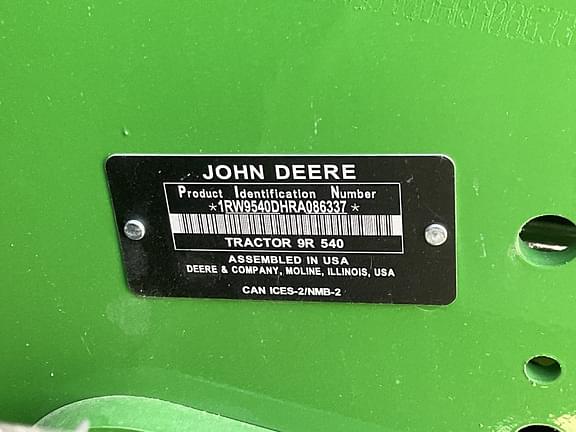 JOHN DEERE
Product Identification Number
*1RW9540DHRA086337*
TRACTOR 9R 540
ASSEMBLED IN USA
DEERE & COMPANY, MOLINE, ILLINOIS, USA
CAN ICES-2/NMB-2